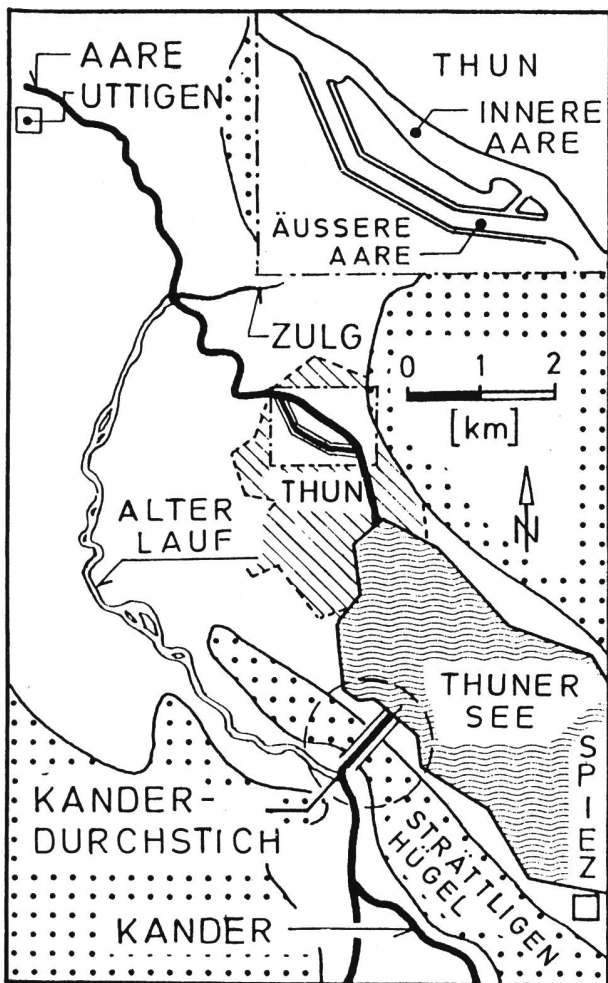 AARE
UTTIGEN
THUN
INNERE
AARE
ÄUSSERE
AARE
ZULG
0 1 2
[km]
N
THUN
ALTER
LAUF
THUNER
SEE
SPIEZ
KANDER-
DURCHSTICH
STRÄTTLIGEN
HÜGEL
KANDER